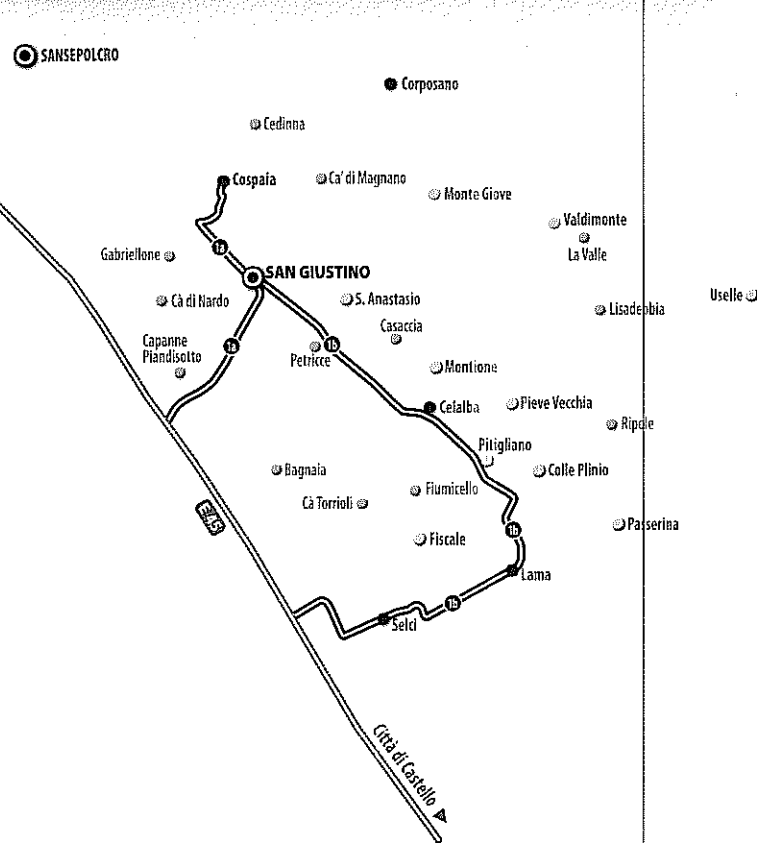 SANSEPOLCRO
Corposano
Cedinna
Cospaia
Ca' di Magnano
Monte Giove
Valdimonte
La Valle
Gabriellone
1a
SAN GIUSTINO
Cà di Nardo
S. Anastasio
Uselle
Lisadebbia
Casaccia
Capanne
Piandisotto
1a
1b
Petricce
Montione
Celalba
Pieve Vecchia
Ripole
Pitigliano
Bagnaia
Colle Plinio
Cà Torrioli
Fiumicello
E45
1b
Passerina
Fiscale
Lama
Selci
Città di Castello